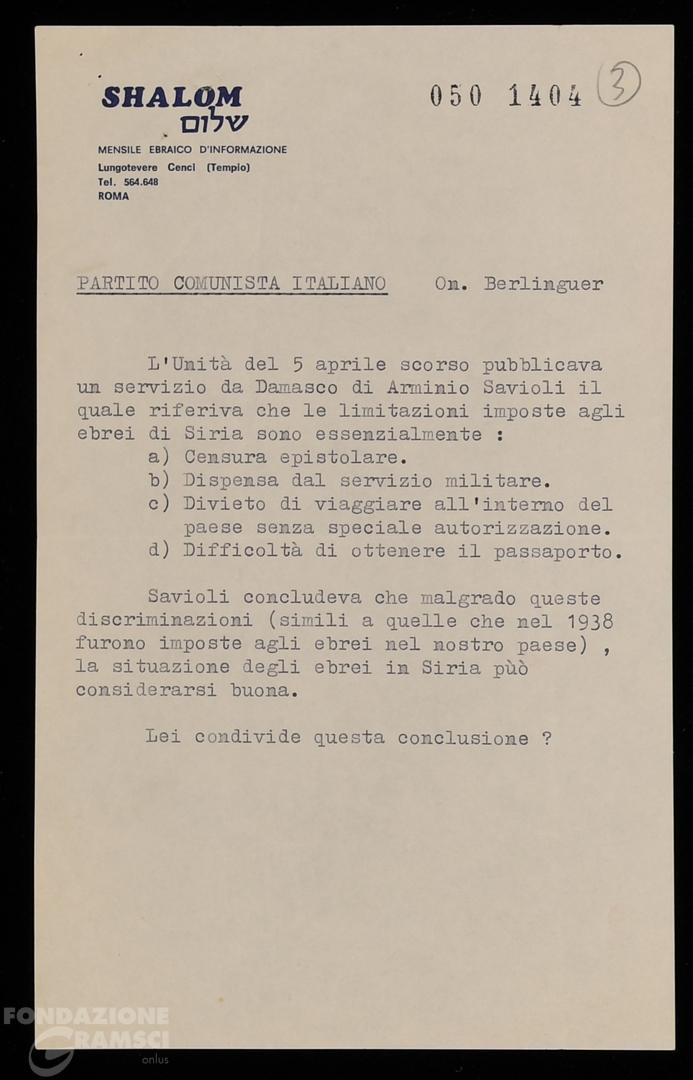 SHALOM
שלום
MENSILE EBRAICO D'INFORMAZIONE
Lungotevere Cenci (Tempio)
Tel. 564.648
ROMA
050 1404 3
PARTITO COMUNISTA ITALIANO On. Berlinguer
L'Unità del 5 aprile scorso pubblicava
un servizio da Damasco di Arminio Savioli il
quale riferiva che le limitazioni imposte agli
ebrei di Siria sono essenzialmente :
a) Censura epistolare.
b) Dispensa dal servizio militare.
c) Divieto di viaggiare all'interno del
paese senza speciale autorizzazione.
d) Difficoltà di ottenere il passaporto.
Savioli concludeva che malgrado queste
discriminazioni (simili a quelle che nel 1938
furono imposte agli ebrei nel nostro paese) ,
la situazione degli ebrei in Siria pùò
considerarsi buona.
Lei condivide questa conclusione ?
FONDAZIONE
GRAMSCI
onlus